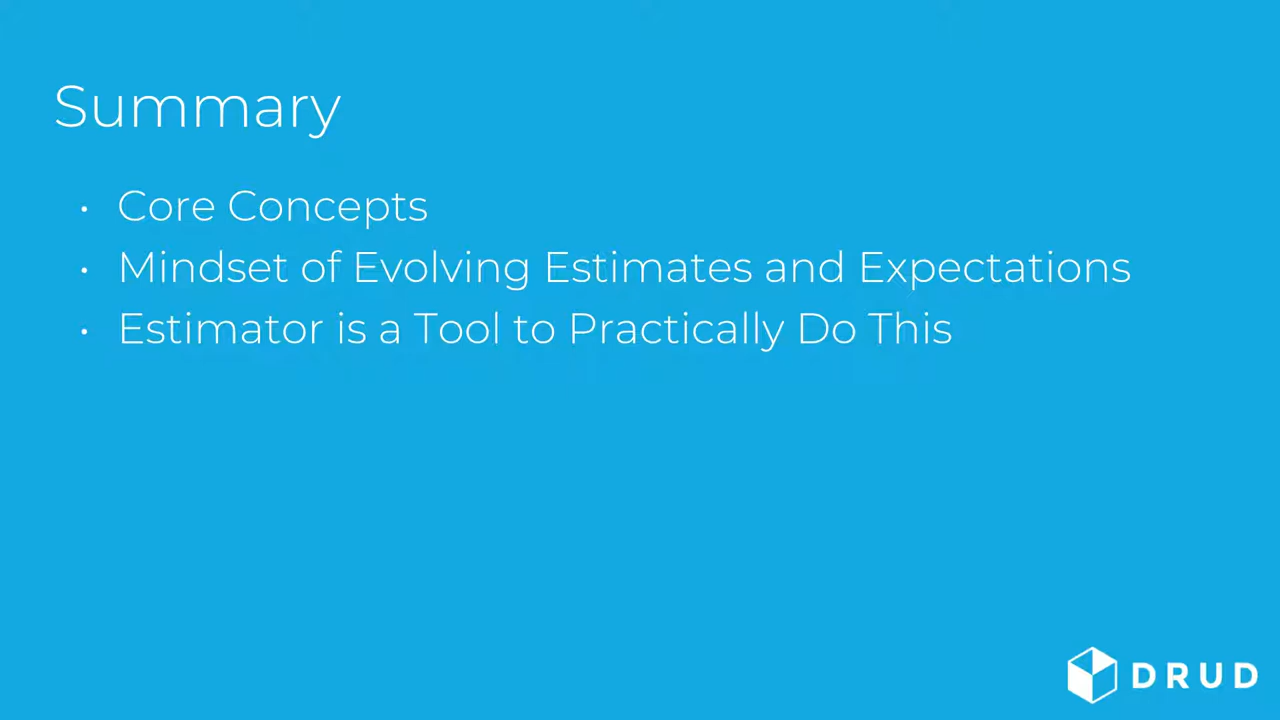 Summary
• Core Concepts
• Mindset of Evolving Estimates and Expectations
• Estimator is a Tool to Practically Do This
DRUD